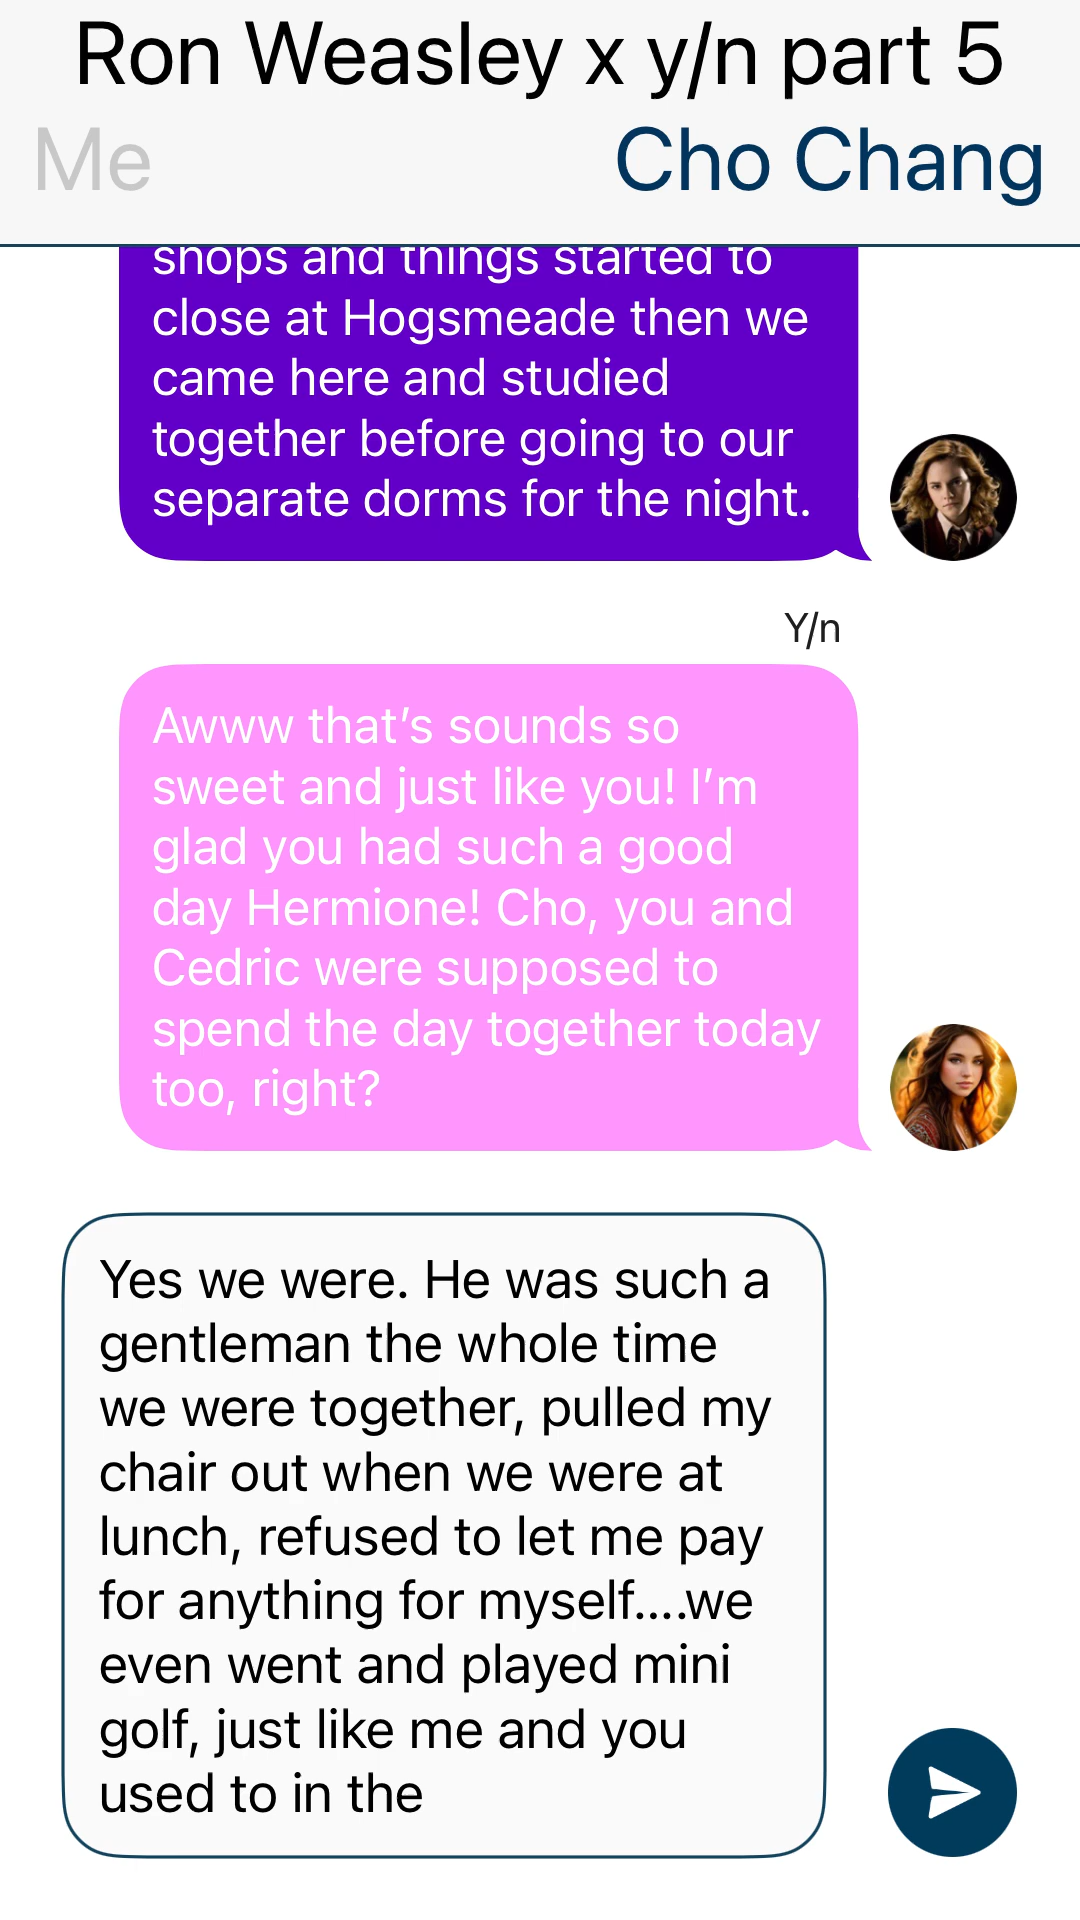 Ron Weasley x y/n part 5
Me
Cho Chang
shops and things started to
close at Hogsmeade then we
came here and studied
together before going to our
separate dorms for the night.
Y/n
Awww that’s sounds so
sweet and just like you! I’m
glad you had such a good
day Hermione! Cho, you and
Cedric were supposed to
spend the day together today
too, right?
Yes we were. He was such a
gentleman the whole time
we were together, pulled my
chair out when we were at
lunch, refused to let me pay
for anything for myself....we
even went and played mini
golf, just like me and you
used to in the